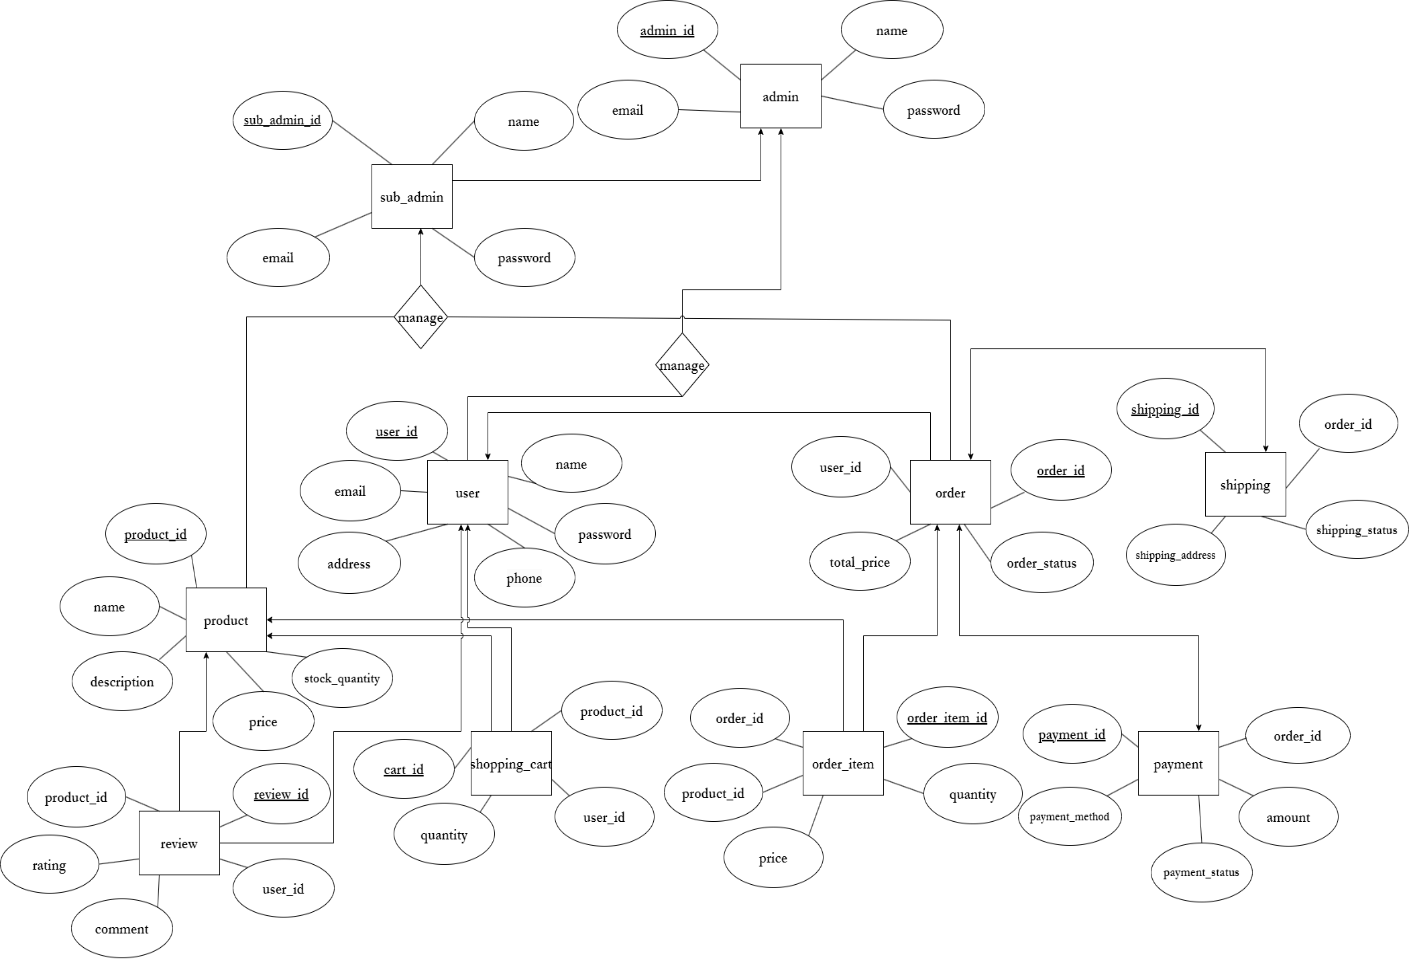 admin_id
name
admin
email
password
sub_admin_id
name
sub_admin
email
password
manage
manage
user_id
name
email
user
password
address
phone
user_id
order_id
order
total_price
order_status
shipping_id
order_id
shipping
shipping_status
shipping_address
product_id
name
product
description
stock_quantity
price
product_id
review_id
review
rating
user_id
comment
product_id
cart_id
shopping_cart
quantity
user_id
order_id
order_item_id
order_item
product_id
quantity
price
payment_id
order_id
payment
payment_method
amount
payment_status